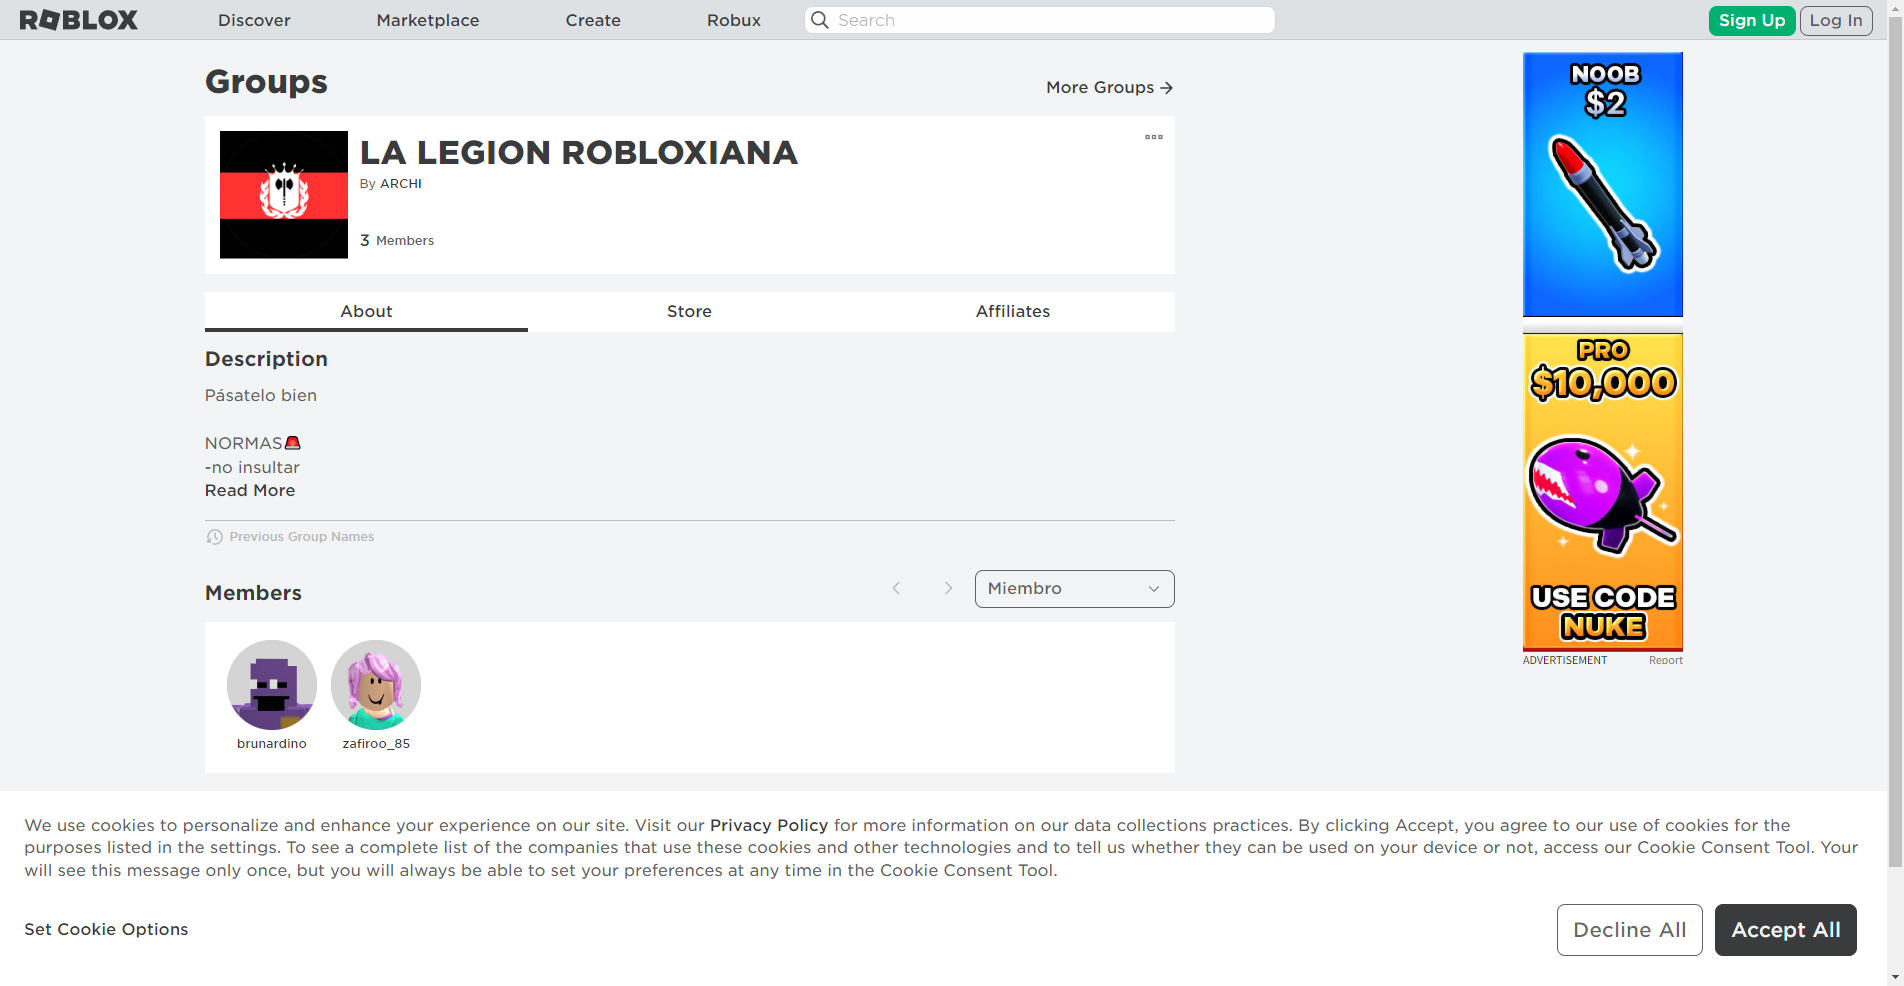 ROBLOX
Discover
Marketplace
Create
Robux
Search
Sign Up
Log In
Groups
More Groups
LA LEGION ROBLOXIANA
By ARCHI
3 Members
About
Store
Affiliates
Description
Pásatelo bien
NORMAS🚨
-no insultar
Read More
Previous Group Names
Members
Miembro
brunardino
zafiroo_85
NOOB
$2
PRO
$10,000
USE CODE
NUKE
ADVERTISEMENT
Report
We use cookies to personalize and enhance your experience on our site. Visit our Privacy Policy for more information on our data collections practices. By clicking Accept, you agree to our use of cookies for the
purposes listed in the settings. To see a complete list of the companies that use these cookies and other technologies and to tell us whether they can be used on your device or not, access our Cookie Consent Tool. Your
will see this message only once, but you will always be able to set your preferences at any time in the Cookie Consent Tool.
Set Cookie Options
Decline All
Accept All